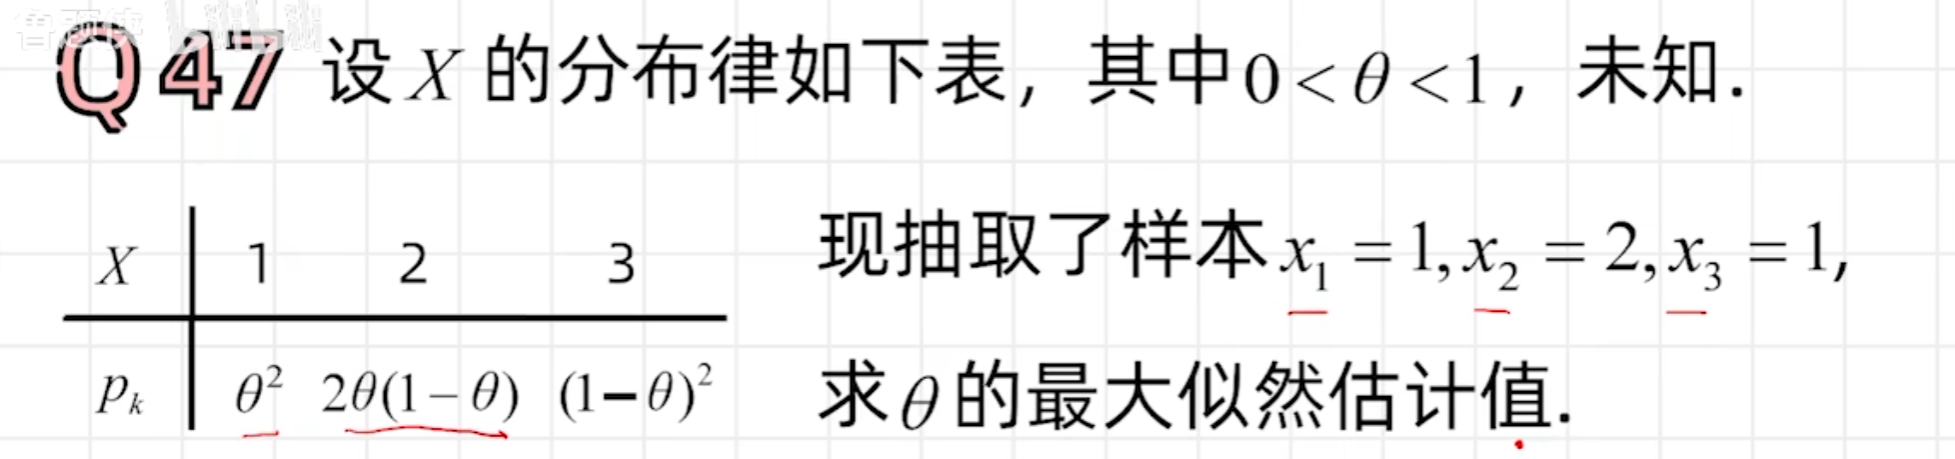 Q47 设 X 的分布律如下表，其中 0 < θ < 1，未知.
现抽取了样本 x₁ = 1, x₂ = 2, x₃ = 1,
X 1 2 3
pₖ θ² 2θ(1−θ) (1−θ)²
求 θ 的最大似然估计值.